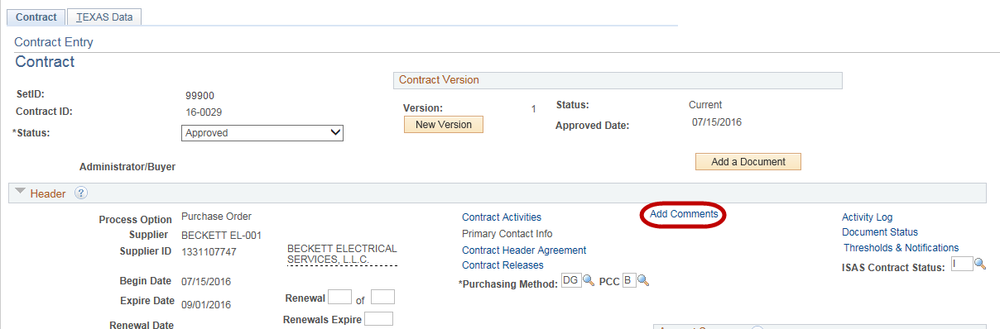 Contract TEXAS Data
Contract Entry
Contract
Contract Version
SetID: 99900
Contract ID: 16-0029
*Status: Approved
Version: 1 Status: Current
New Version
Approved Date: 07/15/2016
Administrator/Buyer
Add a Document
Header ?
Process Option Purchase Order
Supplier BECKETT EL-001
Supplier ID 1331107747
BECKETT ELECTRICAL
SERVICES, L.L.C.
Begin Date 07/15/2016
Expire Date 09/01/2016
Renewal Date
Renewal of
Renewals Expire
Contract Activities
Primary Contact Info
Contract Header Agreement
Contract Releases
*Purchasing Method: DG PCC B
Add Comments
Activity Log
Document Status
Thresholds & Notifications
ISAS Contract Status: I